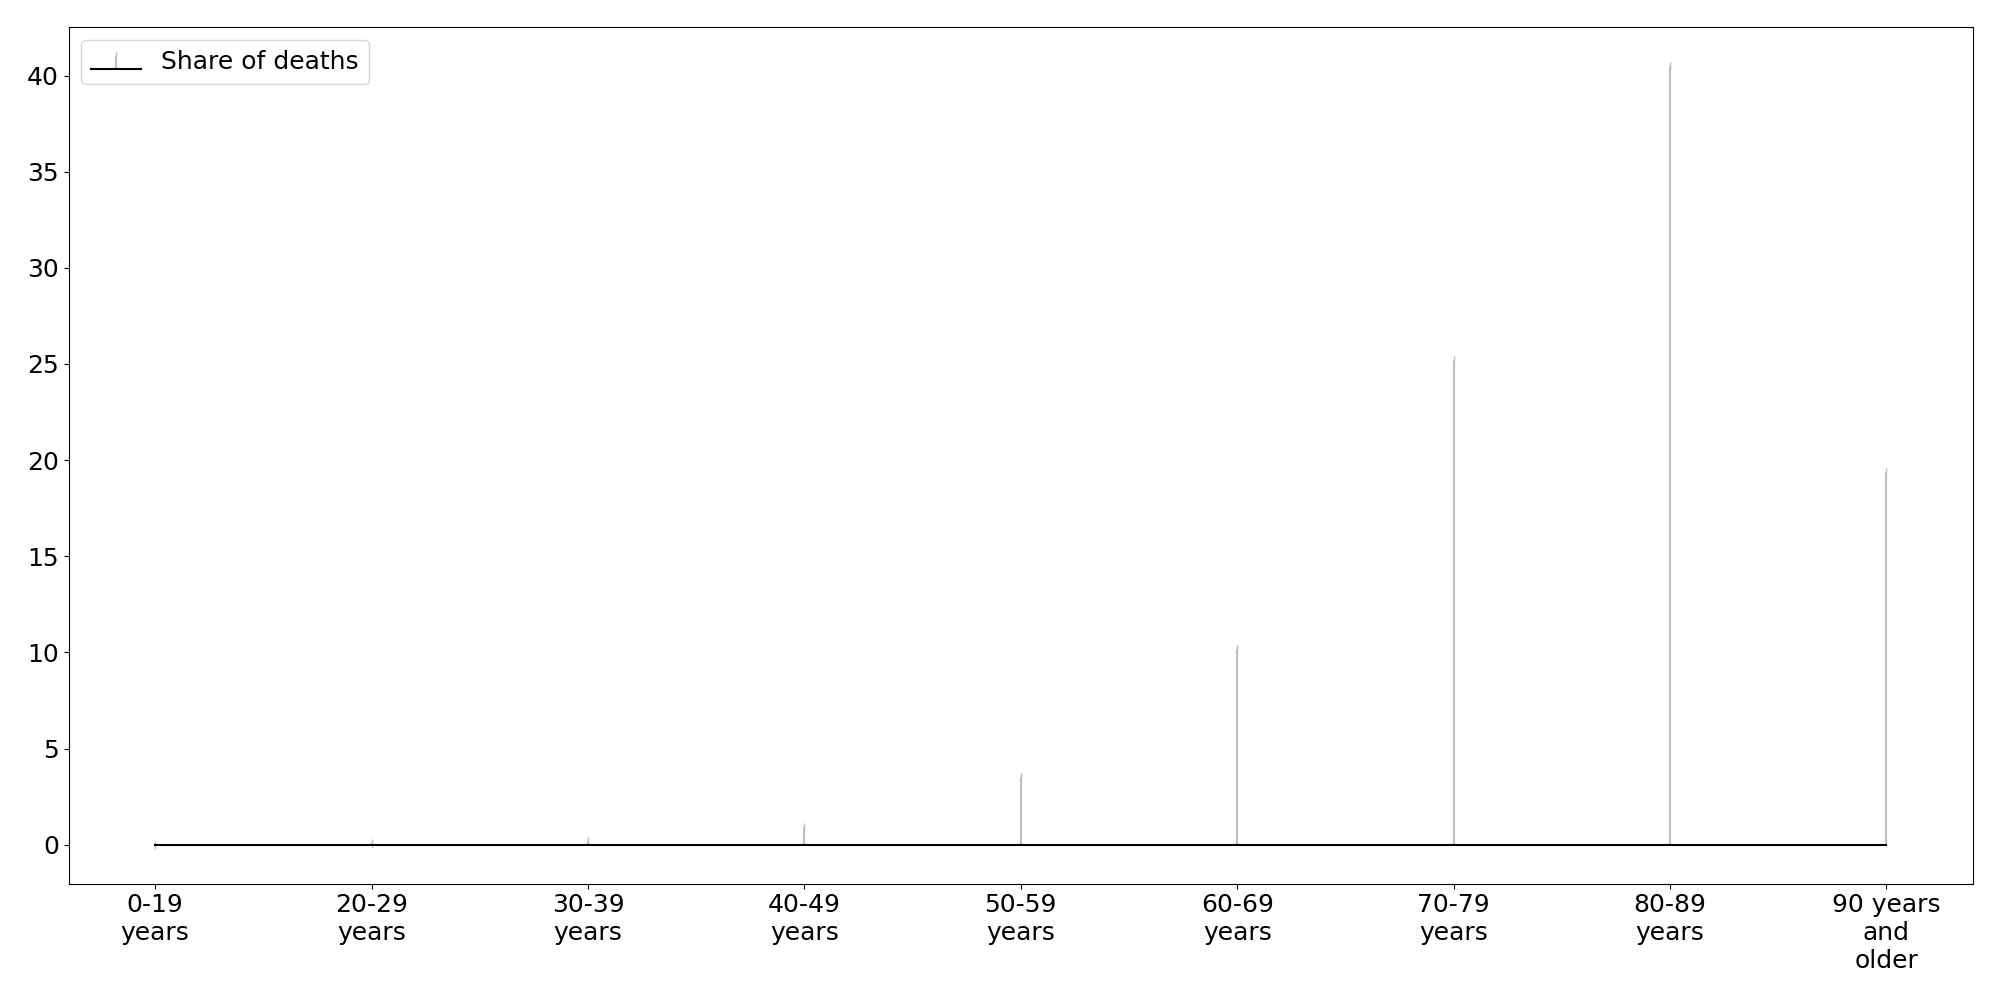 Share of deaths
40
35
30
25
20
15
10
5
0
0-19
years
20-29
years
30-39
years
40-49
years
50-59
years
60-69
years
70-79
years
80-89
years
90 years
and
older